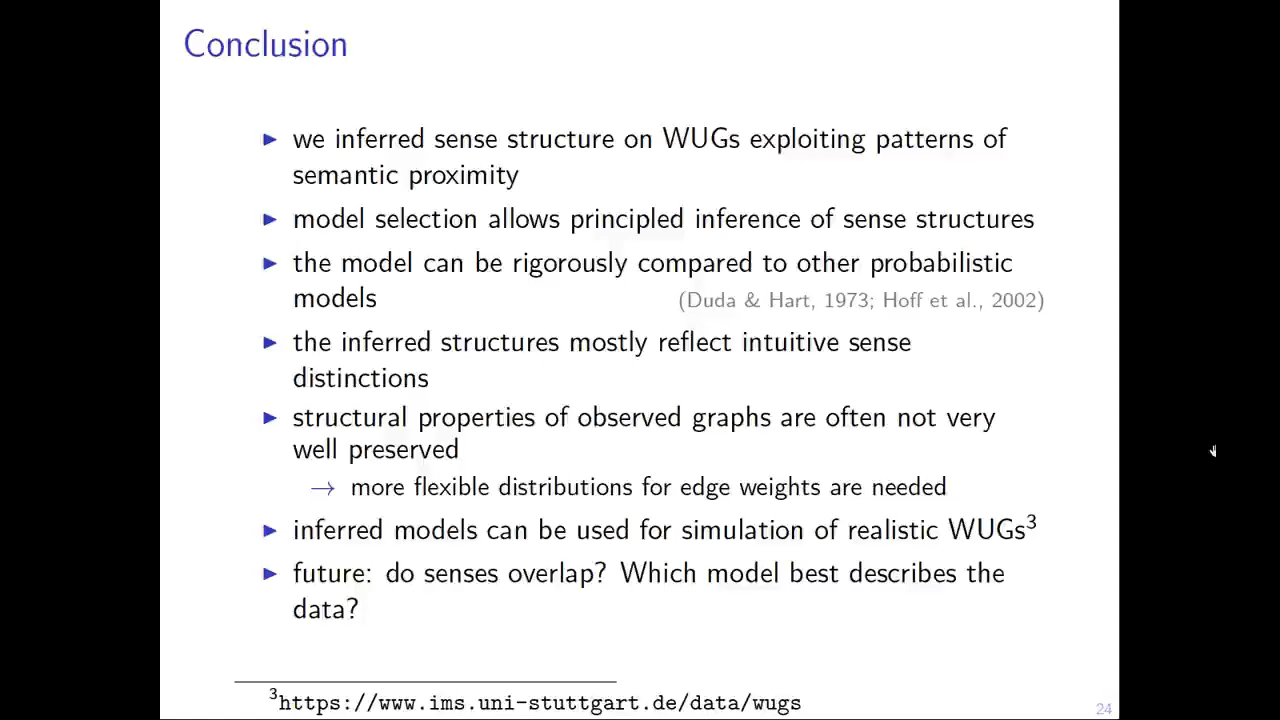 Conclusion
▶ we inferred sense structure on WUGs exploiting patterns of
semantic proximity
▶ model selection allows principled inference of sense structures
▶ the model can be rigorously compared to other probabilistic
models (Duda & Hart, 1973; Hoff et al., 2002)
▶ the inferred structures mostly reflect intuitive sense
distinctions
▶ structural properties of observed graphs are often not very
well preserved
→ more flexible distributions for edge weights are needed
▶ inferred models can be used for simulation of realistic WUGs³
▶ future: do senses overlap? Which model best describes the
data?
³https://www.ims.uni-stuttgart.de/data/wugs
24